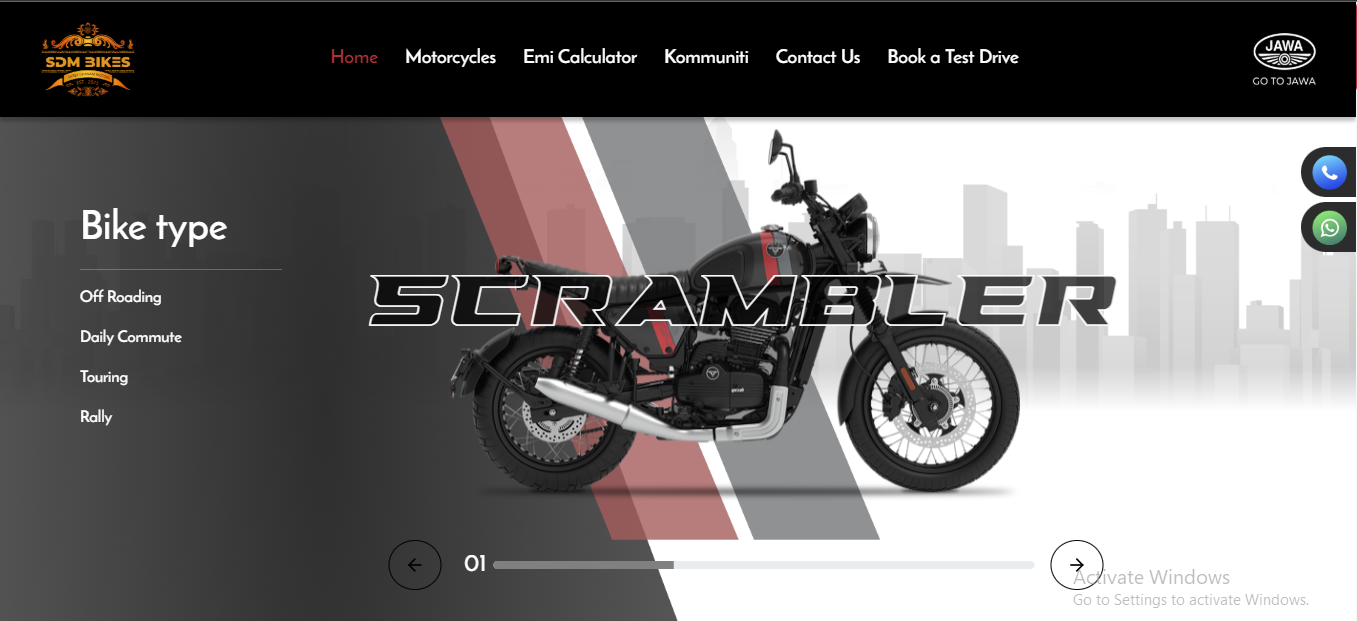 SDM BIKES
Home
Motorcycles
Emi Calculator
Kommuniti
Contact Us
Book a Test Drive
JAWA
GO TO JAWA
Bike type
Off Roading
Daily Commute
Touring
Rally
SCRAMBLER
01
Activate Windows
Go to Settings to activate Windows.